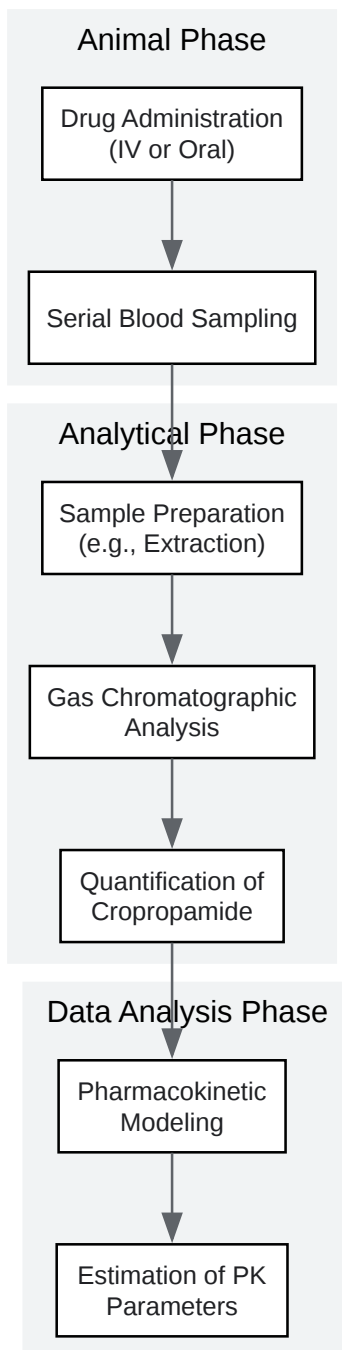 Animal Phase
Drug Administration
(IV or Oral)
Serial Blood Sampling
Analytical Phase
Sample Preparation
(e.g., Extraction)
Gas Chromatographic
Analysis
Quantification of
Cropropamide
Data Analysis Phase
Pharmacokinetic
Modeling
Estimation of PK
Parameters